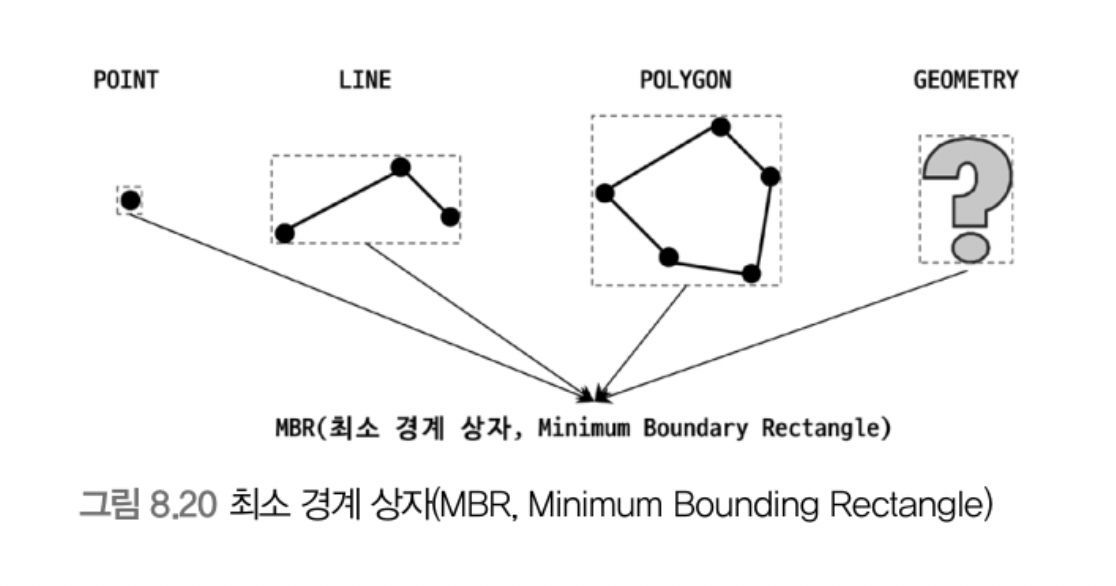 POINT LINE POLYGON GEOMETRY
?
MBR(최소 경계 상자, Minimum Boundary Rectangle)
그림 8.20 최소 경계 상자(MBR, Minimum Bounding Rectangle)